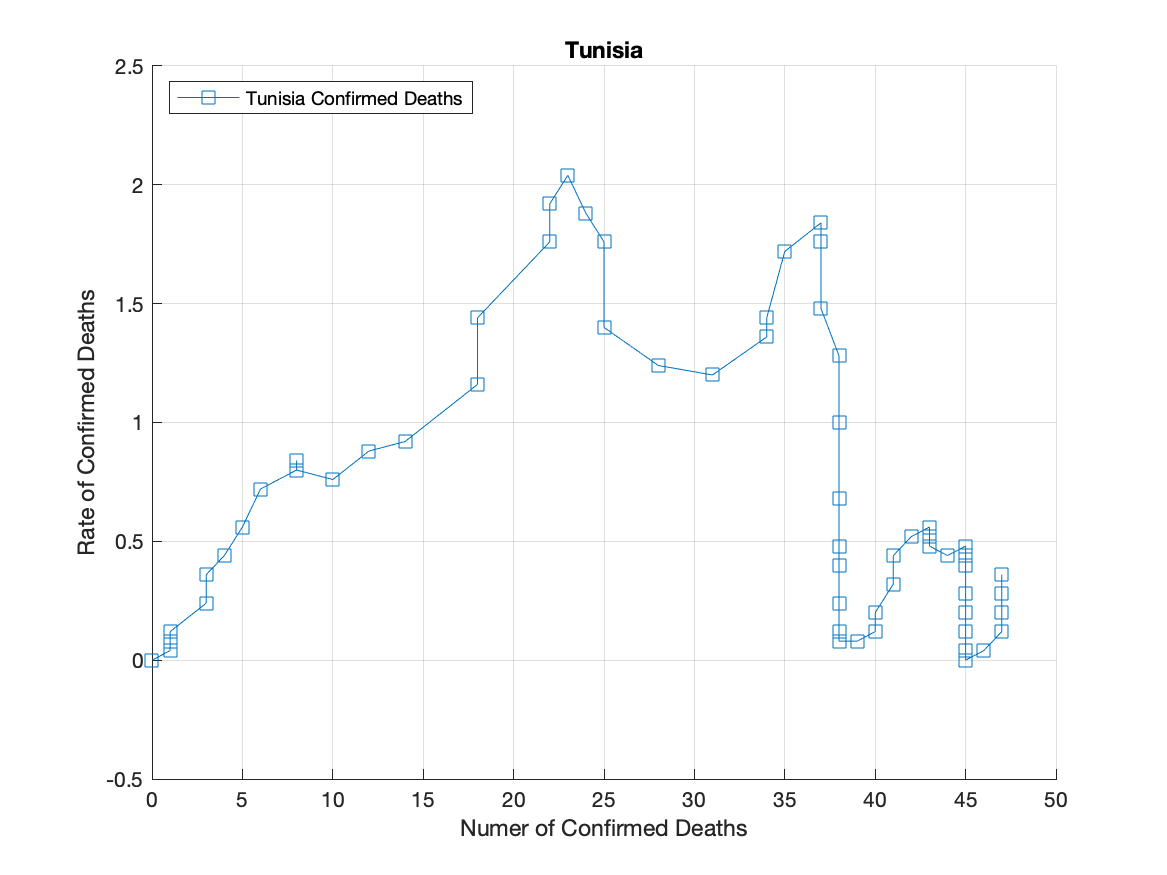 Tunisia
2.5
Tunisia Confirmed Deaths
2
1.5
1
0.5
0
-0.5
Rate of Confirmed Deaths
0 5 10 15 20 25 30 35 40 45 50
Numer of Confirmed Deaths